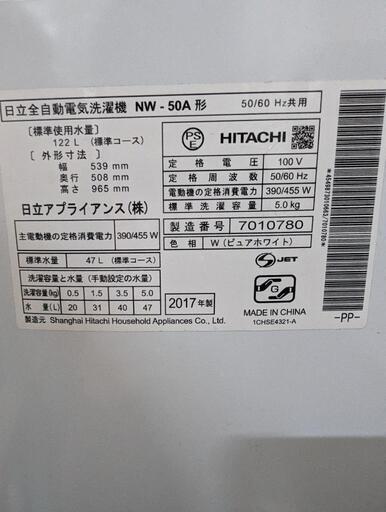 日立全自動電気洗濯機 NW - 50A 形 50/60 Hz共用
[標準使用水量]
122 L (標準コース)
[外形寸法]
幅 539 mm
奥行 508 mm
高さ 965 mm
日立アプライアンス(株)
主電動機の定格消費電力 390/455 W
標準水量 47 L (標準コース)
洗濯容量と水量 (手動設定の水量)
洗濯容量(kg) 0.5 1.5 3.5 5.0
水量(L) 20 31 40 47
製造元 Shanghai Hitachi Household Appliances Co., Ltd.
PS
E
HITACHI
定格電圧 100 V
定格周波数 50/60 Hz
電動機の定格消費電力 390/455 W
標準洗濯容量 5.0kg
製造番号 7010780
色相 W (ピュアホワイト)
S JET
2017年製
G
MADE IN CHINA
1CHSE4321-A
-PP-